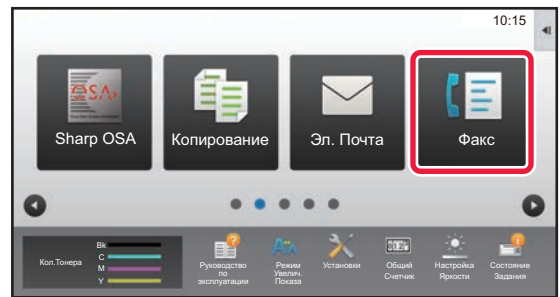 10:15
OSA
Sharp OSA
Копирование
Эл. Почта
Факс
Кол.Тонера
Bk
C
M
Y
Руководство
по
эксплуатации
Режим
Увелич.
Показа
Установки
Общий
Счетчик
Настройка
Яркости
Состояние
Задания